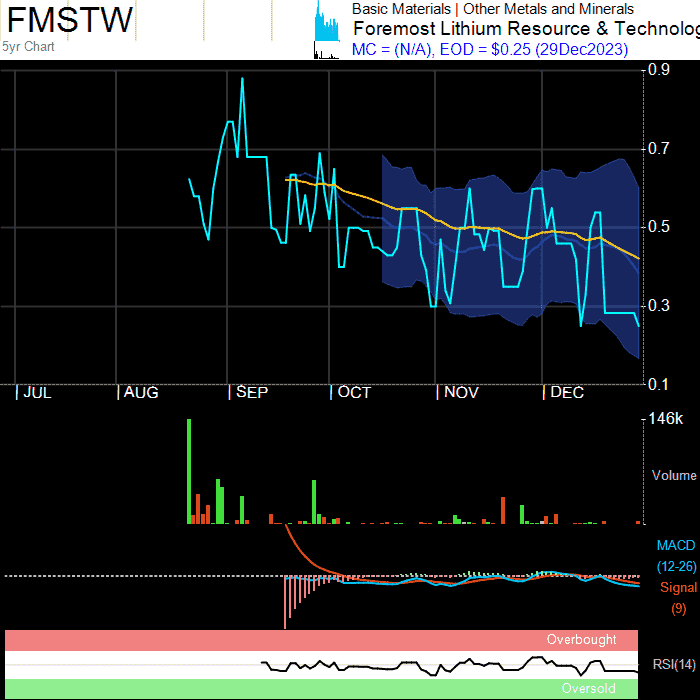 FMSTW
5yr Chart
Basic Materials | Other Metals and Minerals
Foremost Lithium Resource & Technolog
MC = (N/A), EOD = $0.25 (29Dec2023)
0.9
0.7
0.5
0.3
0.1
JUL AUG SEP OCT NOV DEC
146k
Volume
MACD
(12-26)
Signal
(9)
Overbought
RSI(14)
Oversold